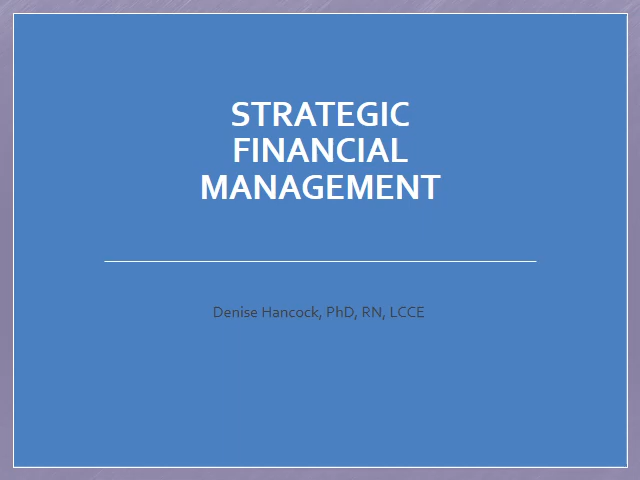 STRATEGIC
FINANCIAL
MANAGEMENT
Denise Hancock, PhD, RN, LCCE